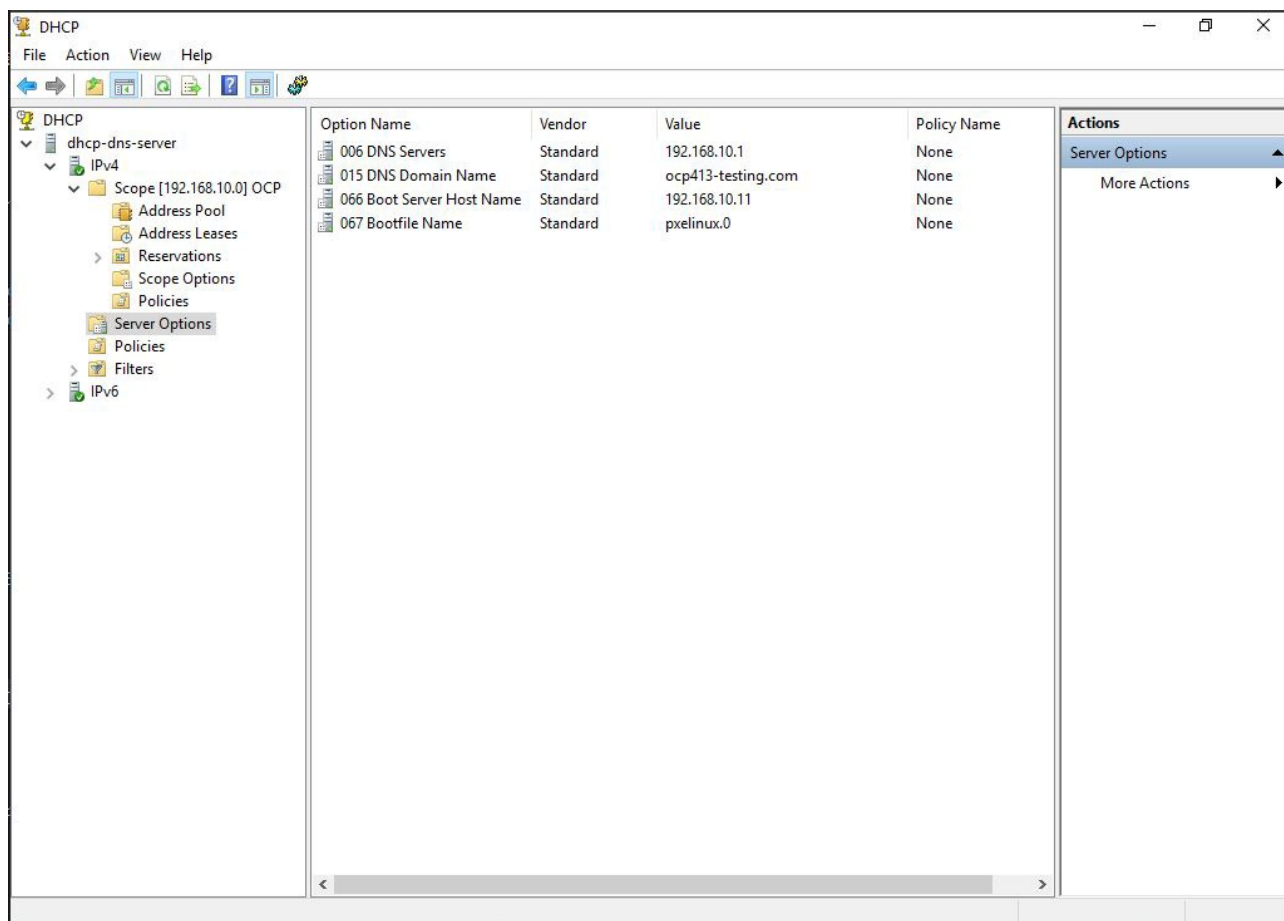 DHCP
File Action View Help
DHCP
dhcp-dns-server
IPv4
Scope [192.168.10.0] OCP
Address Pool
Address Leases
Reservations
Scope Options
Policies
Server Options
Policies
Filters
IPv6
Option Name Vendor Value Policy Name
006 DNS Servers Standard 192.168.10.1 None
015 DNS Domain Name Standard ocp413-testing.com None
066 Boot Server Host Name Standard 192.168.10.11 None
067 Bootfile Name Standard pxelinux.0 None
Actions
Server Options
More Actions